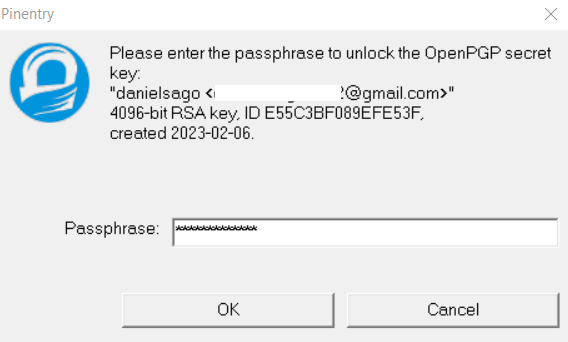 Pinentry
Please enter the passphrase to unlock the OpenPGP secret
key:
"danielsago <2@gmail.com>"
4096-bit RSA key, ID E55C3BF089EFE53F,
created 2023-02-06.
Passphrase: **************
OK Cancel